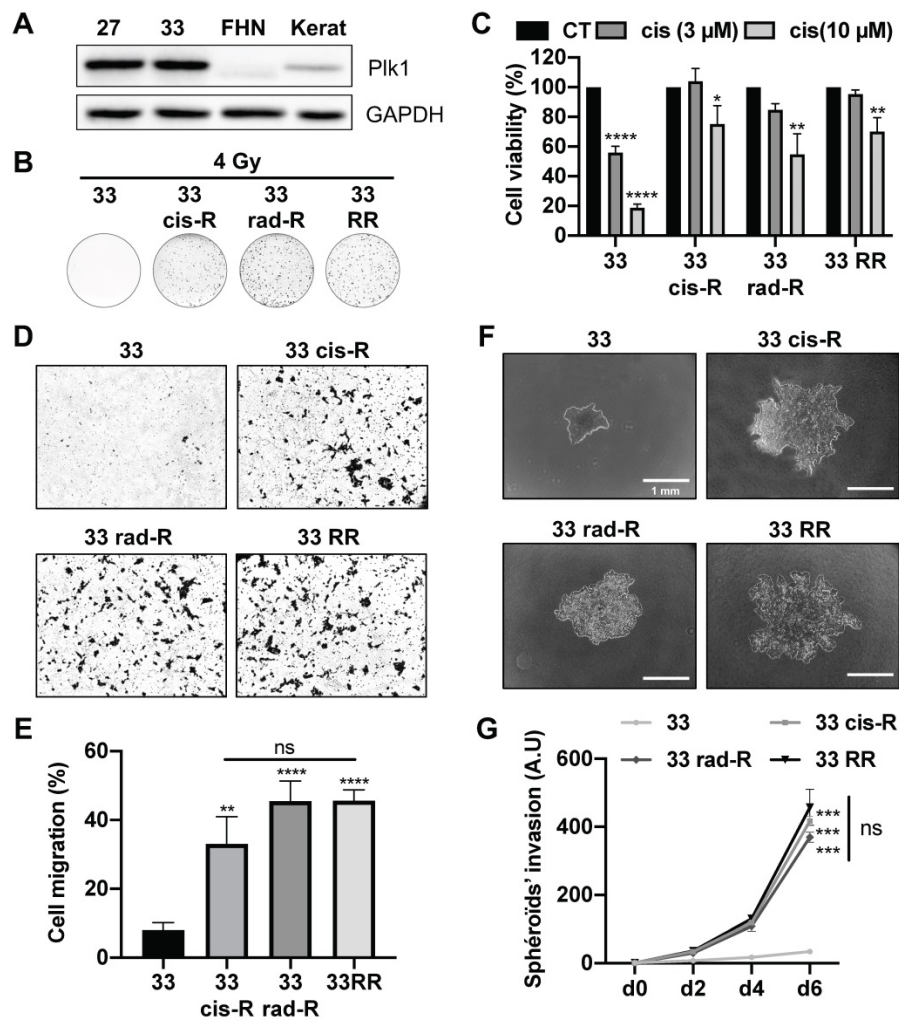 A
27 33 FHN Kerat
Plk1
GAPDH
B
4 Gy
33 33 33 33
cis-R rad-R RR
C
CT cis (3 µM) cis(10 µM)
Cell viability (%)
120
100
80
60
40
20
0
****
****
*
**
**
33 33 33 33 RR
cis-R rad-R
D
33 33 cis-R
33 rad-R 33 RR
E
Cell migration (%)
60
40
20
0
ns
**
****
****
33 33 33 33RR
cis-R rad-R
F
33 33 cis-R
1 mm
33 rad-R 33 RR
G
33 33 cis-R
33 rad-R 33 RR
Sphéroïds' invasion (A.U)
600
400
200
0
***
***
***
ns
d0 d2 d4 d6